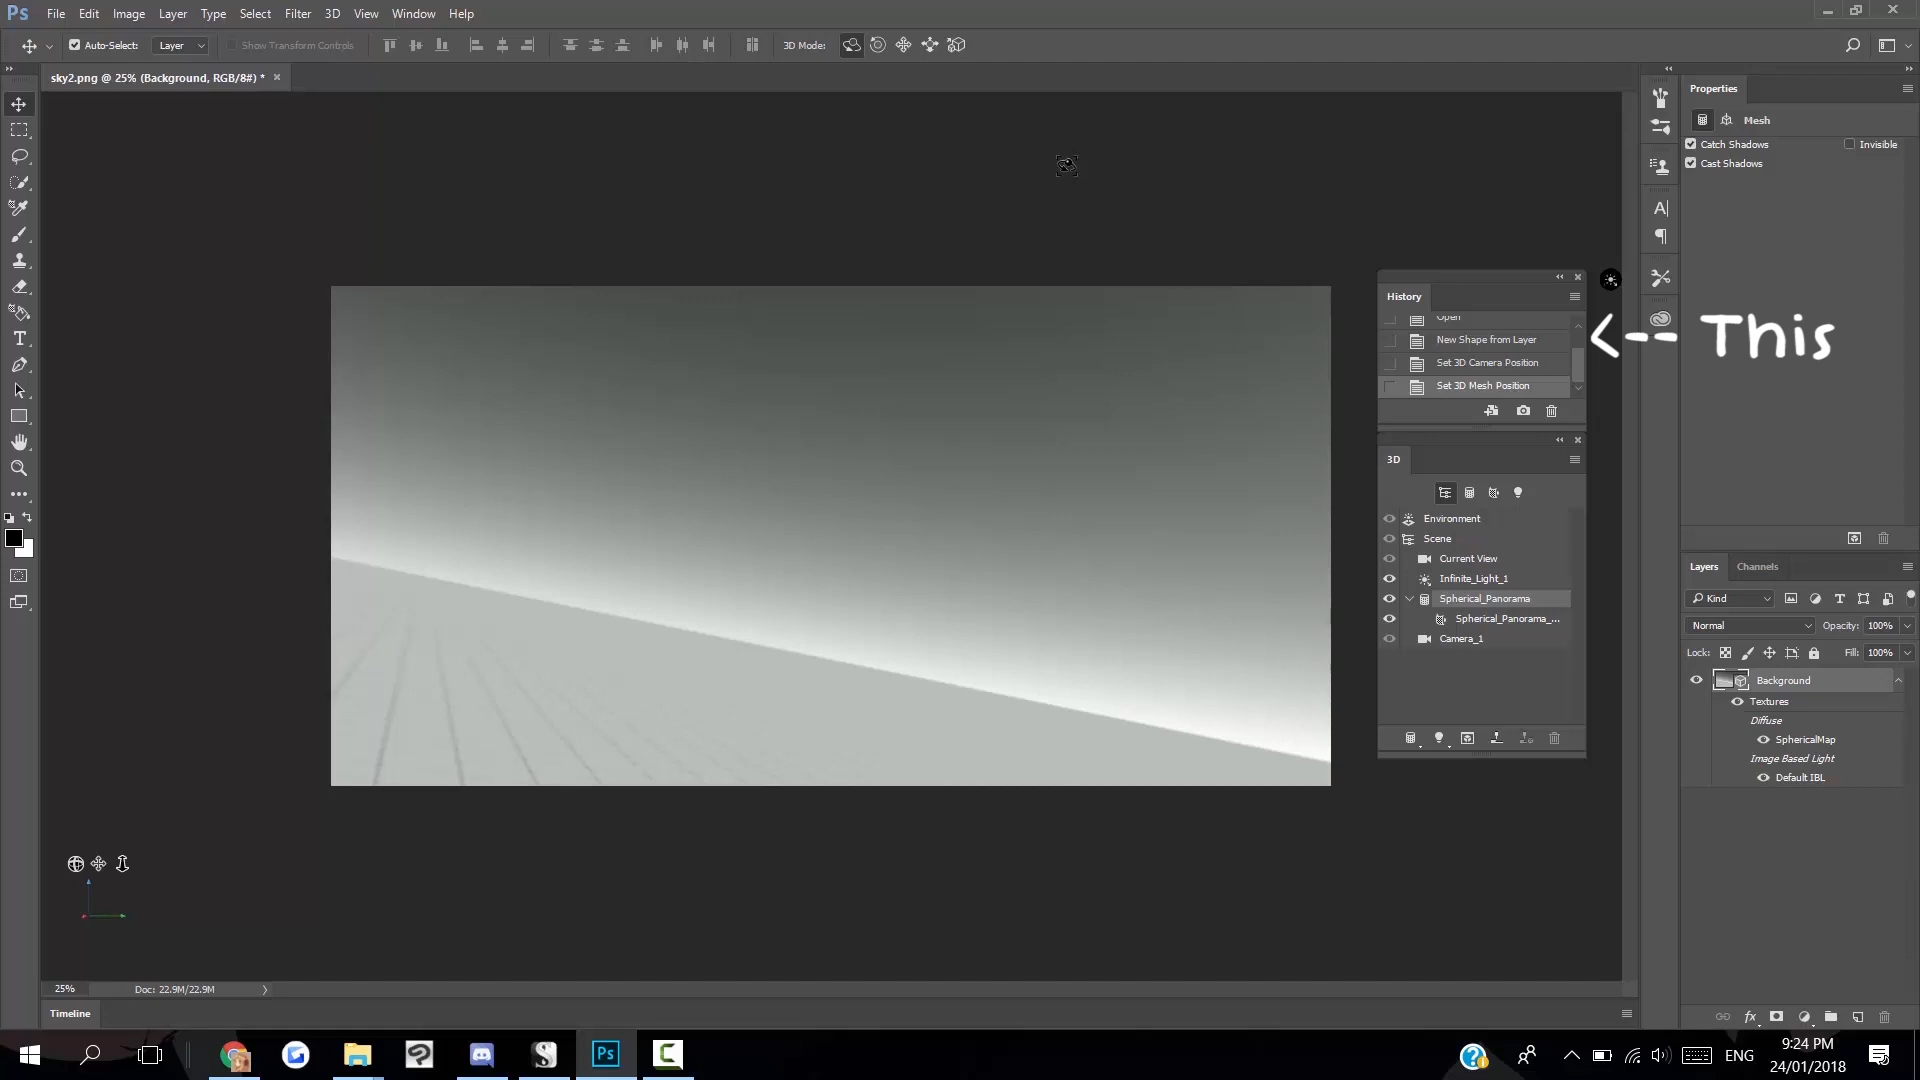 Ps File Edit Image Layer Type Select Filter 3D View Window Help
Auto-Select: Layer Show Transform Controls 3D Mode:
sky2.png @ 25% (Background, RGB/8#) * ×
Properties
Mesh
Catch Shadows Invisible
Cast Shadows
History
Open
New Shape from Layer
Set 3D Camera Position
Set 3D Mesh Position
<-- This
3D
Environment
Scene
Current View
Infinite_Light_1
Spherical_Panorama
Spherical_Panorama_...
Camera_1
Layers Channels
Kind
Normal Opacity: 100%
Lock: Fill: 100%
Background
Textures
Diffuse
SphericalMap
Image Based Light
Default IBL
25% Doc: 22.9M/22.9M
Timeline
Ps
ENG
9:24 PM
24/01/2018